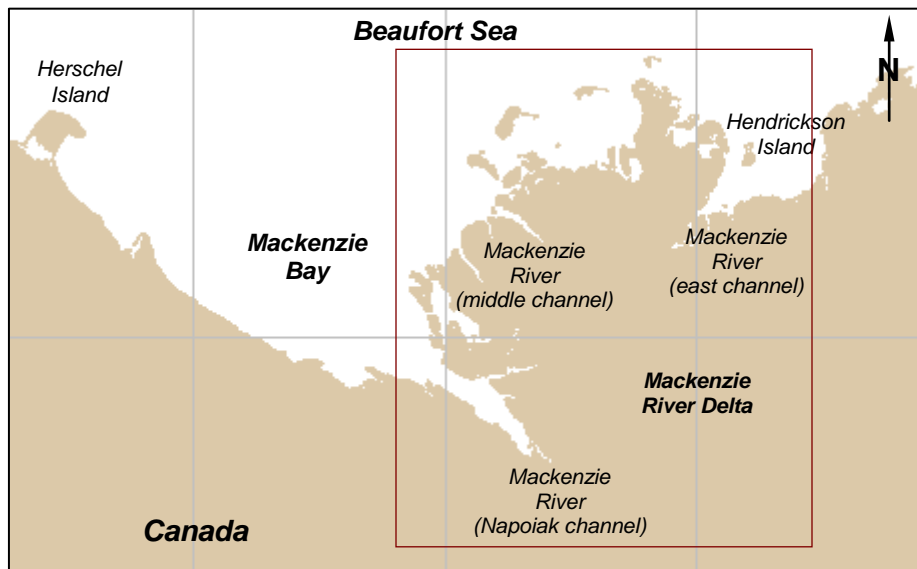 Beaufort Sea
Herschel
Island
N
Hendrickson
Island
Mackenzie
Bay
Mackenzie
River
(middle channel)
Mackenzie
River
(east channel)
Mackenzie
River Delta
Mackenzie
River
(Napoiak channel)
Canada